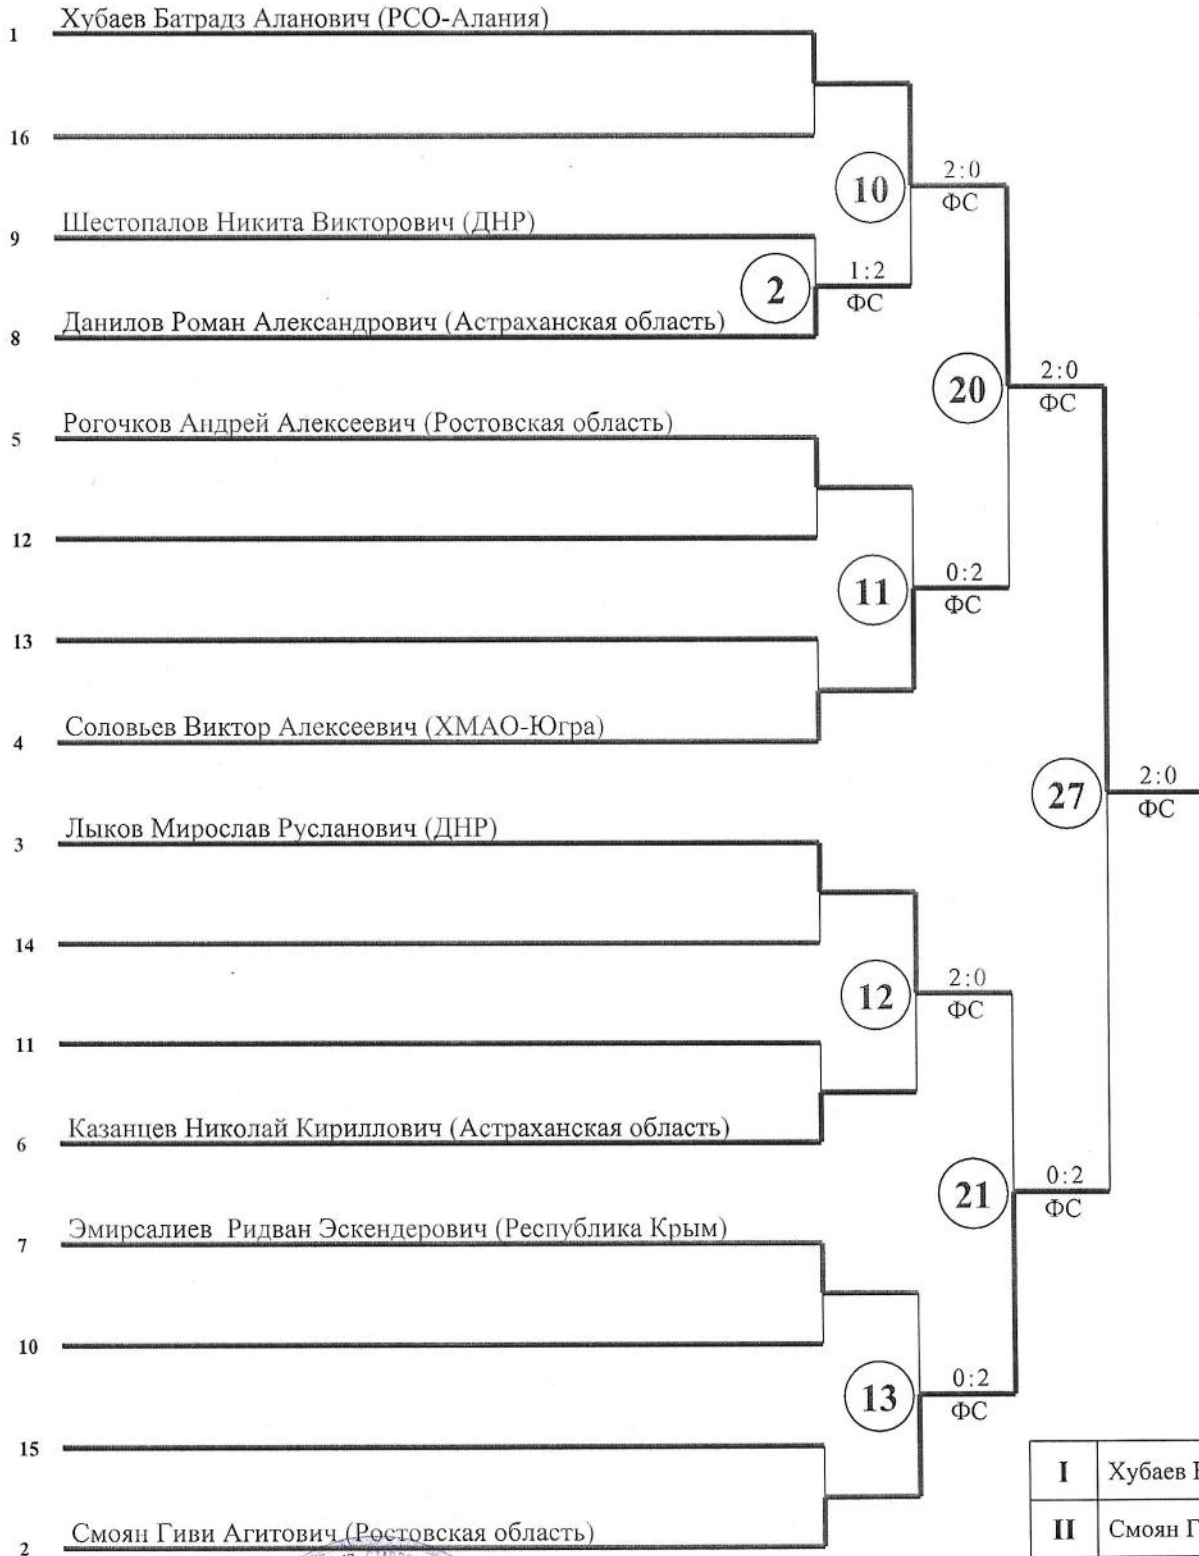 Хубаев Батрадз Аланович (РСО-Алания)
1
16
10
2:0
ФС
Шестопалов Никита Викторович (ДНР)
9
2
1:2
ФС
Данилов Роман Александрович (Астраханская область)
8
20
2:0
ФС
Рогочков Андрей Алексеевич (Ростовская область)
5
12
11
0:2
ФС
13
Соловьев Виктор Алексеевич (ХМАО-Югра)
4
27
2:0
ФС
Лыков Мирослав Русланович (ДНР)
3
14
12
2:0
ФС
11
Казанцев Николай Кириллович (Астраханская область)
6
21
0:2
ФС
Эмирсалиев Ридван Эскендерович (Республика Крым)
7
10
13
0:2
ФС
15
I Хубаев
II Смоян
Смоян Гиви Агитович (Ростовская область)
2